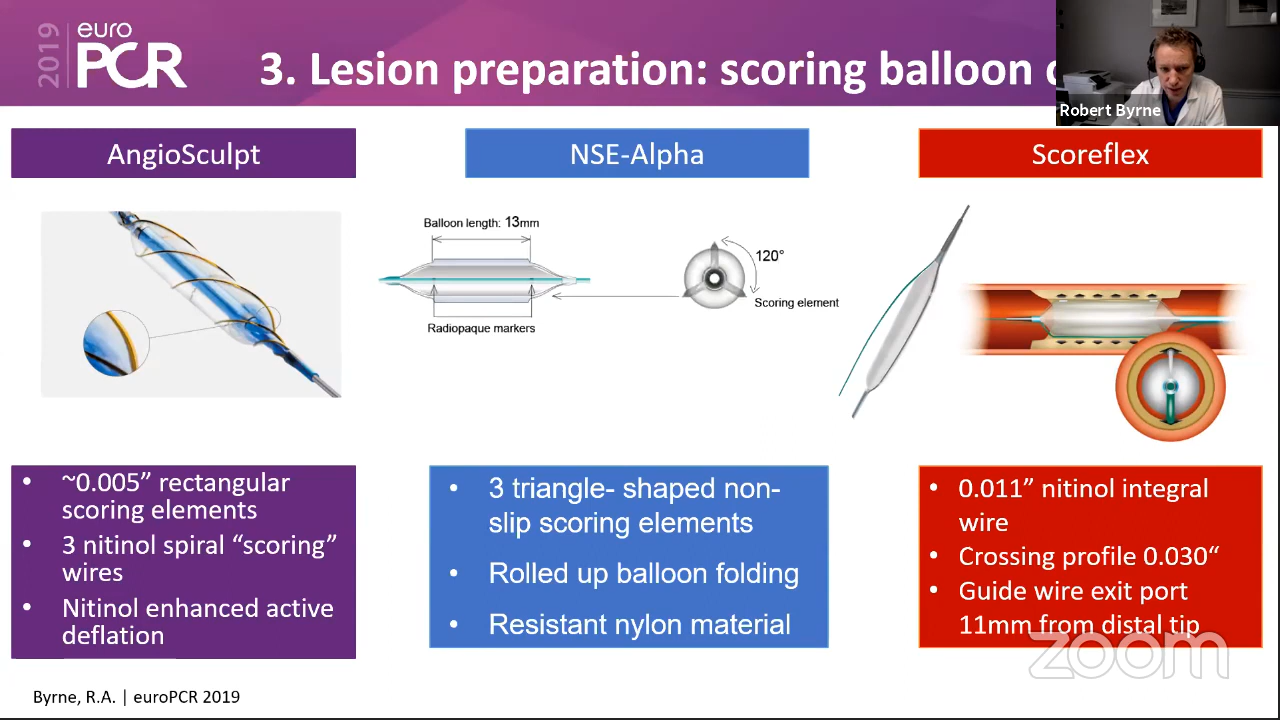 2019
euro
PCR
3. Lesion preparation: scoring balloon
Robert Byrne
AngioSculpt
NSE-Alpha
Scoreflex
Balloon length: 13mm
120°
Scoring element
Radiopaque markers
• ~0.005” rectangular
scoring elements
• 3 nitinol spiral “scoring”
wires
• Nitinol enhanced active
deflation
• 3 triangle- shaped non-
slip scoring elements
• Rolled up balloon folding
• Resistant nylon material
• 0.011” nitinol integral
wire
• Crossing profile 0.030“
• Guide wire exit port
11mm from distal tip
zoom
Byrne, R.A. | euroPCR 2019